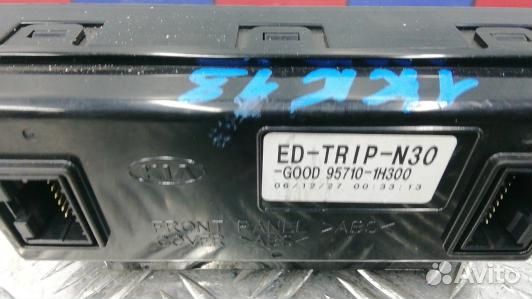 1KK13
ED-TRIP-N30
-GOOD 95710-1H300
06/12/27 00:33:13
KIA
FRONT PANEL >ABS<
COVER >ABS<
Avito